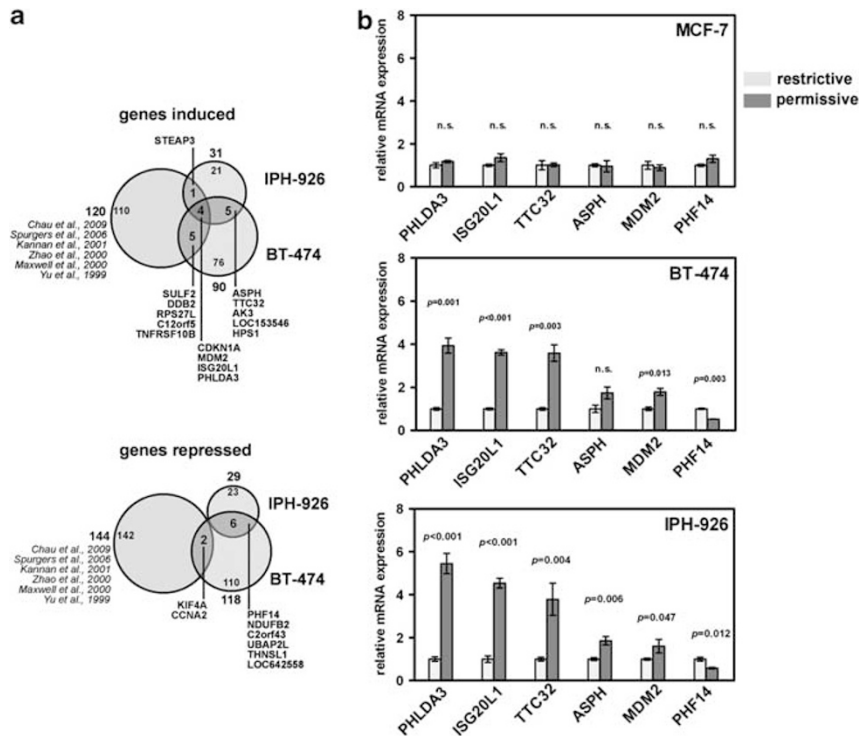 a
genes induced
STEAP3
31
21
IPH-926
1
120
110
4
5
Chau et al., 2009
Spurgers et al., 2006
Kannan et al., 2001
Zhao et al., 2000
Maxwell et al., 2000
Yu et al., 1999
5
BT-474
76
90
SULF2
DDB2
RPS27L
C12orf5
TNFRSF10B
ASPH
TTC32
AK3
LOC153546
HPS1
CDKN1A
MDM2
ISG20L1
PHLDA3
genes repressed
29
23
IPH-926
6
144
142
2
Chau et al., 2009
Spurgers et al., 2006
Kannan et al., 2001
Zhao et al., 2000
Maxwell et al., 2000
Yu et al., 1999
BT-474
110
118
KIF4A
CCNA2
PHF14
NDUFB2
C2orf43
UBAP2L
THNSL1
LOC642558
b
MCF-7
relative mRNA expression
8
6
4
2
0
n.s. n.s. n.s. n.s. n.s. n.s.
PHLDA3 ISG20L1 TTC32 ASPH MDM2 PHF14
restrictive
permissive
BT-474
relative mRNA expression
8
6
4
2
0
p=0.001 p<0.001 p=0.003 n.s. p=0.013 p=0.003
PHLDA3 ISG20L1 TTC32 ASPH MDM2 PHF14
IPH-926
relative mRNA expression
8
6
4
2
0
p<0.001 p<0.001 p=0.004 p=0.006 p=0.047 p=0.012
PHLDA3 ISG20L1 TTC32 ASPH MDM2 PHF14